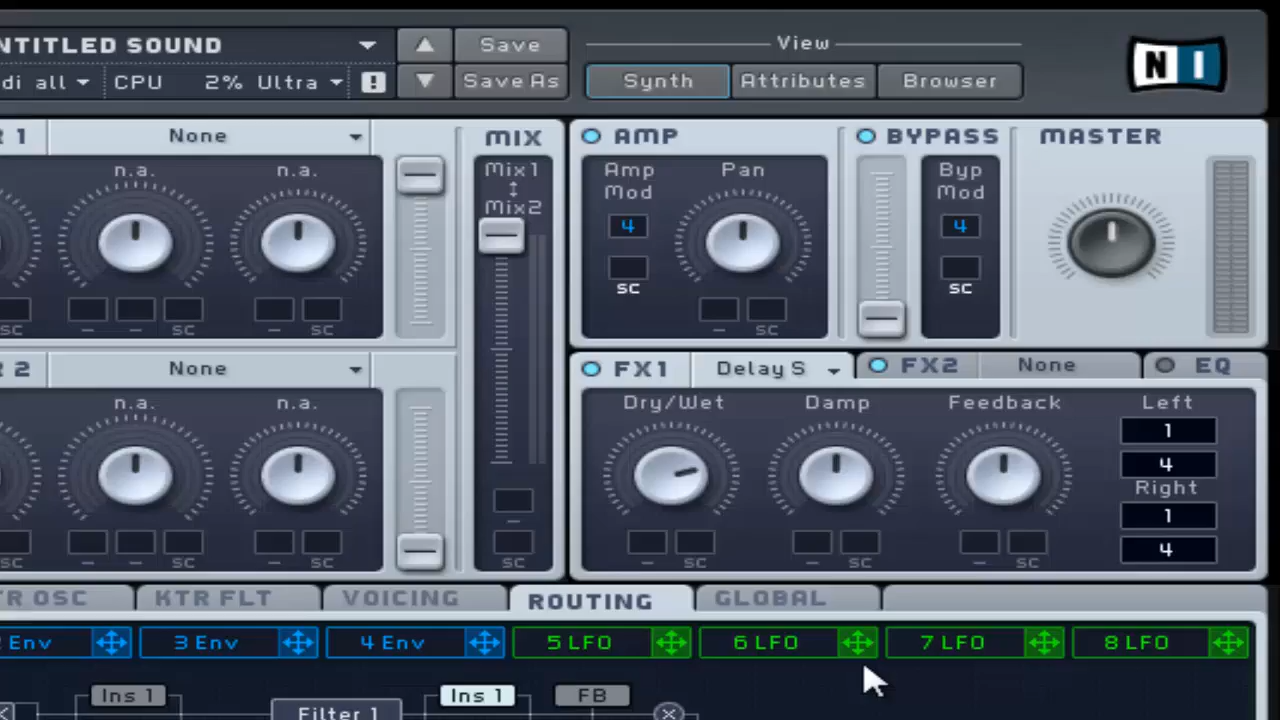 NTITLED SOUND
Save
View
di all
CPU
2%
Ultra
!
Save As
Synth
Attributes
Browser
N I
R 1
None
MIX
AMP
BYPASS
MASTER
n.a.
n.a.
Mix1
Mix2
Amp
Mod
Pan
Byp
Mod
4
4
SC
SC
SC
SC
SC
SC
R 2
None
FX1
Delay S
FX2
None
EQ
n.a.
n.a.
Dry/Wet
Damp
Feedback
Left
1
4
Right
1
4
SC
SC
SC
SC
SC
SC
SC
TR OSC
KTR FLT
VOICING
ROUTING
GLOBAL
2 Env
3 Env
4 Env
5 LFO
6 LFO
7 LFO
8 LFO
Ins 1
Ins 1
FB
Filter 1